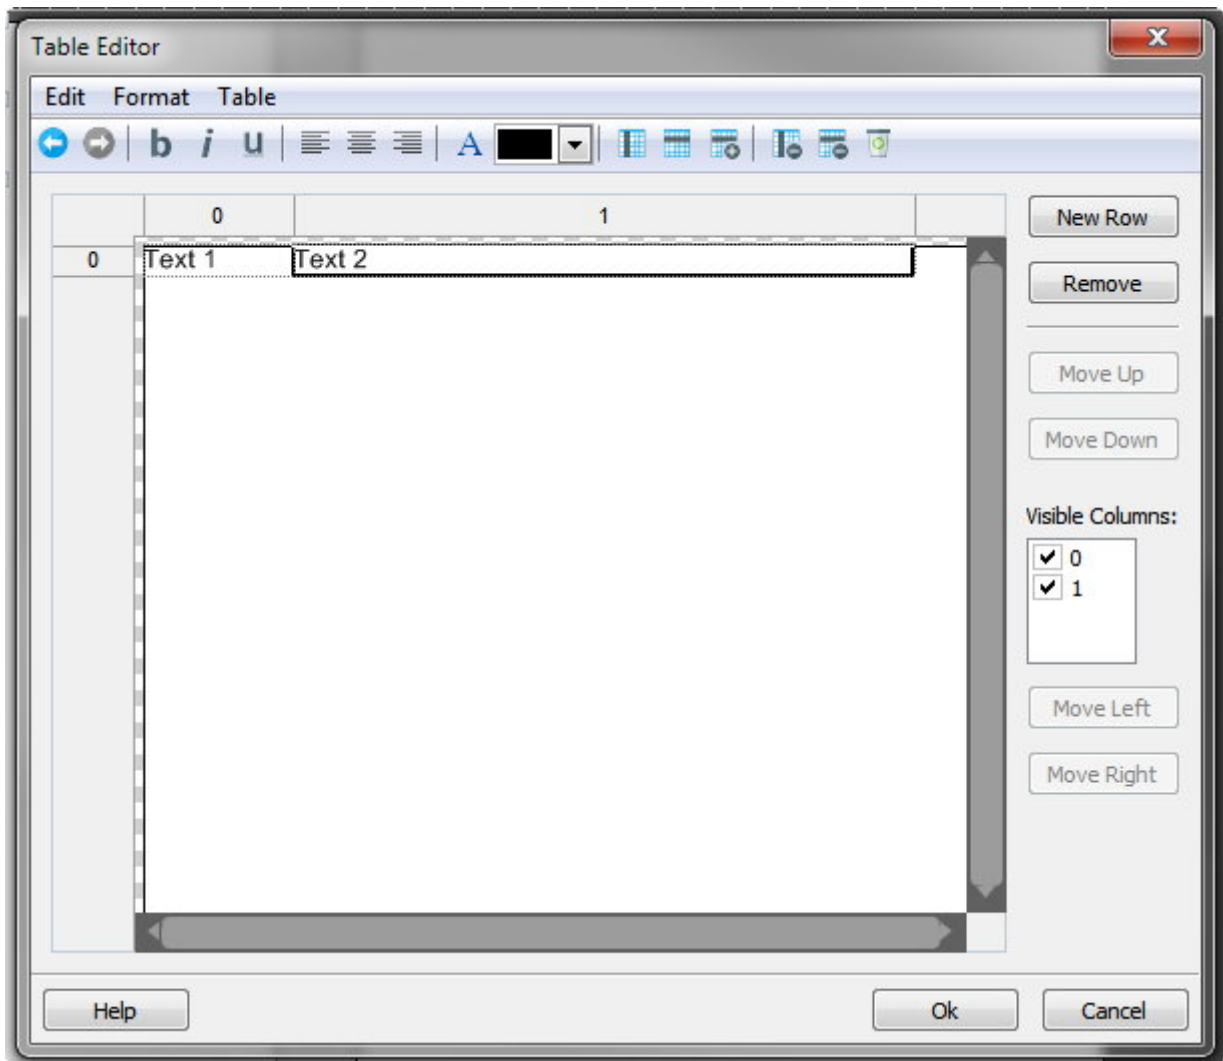 Table Editor
Edit Format Table
b i u A
0 1
0 Text 1 Text 2
New Row
Remove
Move Up
Move Down
Visible Columns:
0
1
Move Left
Move Right
Help Ok Cancel